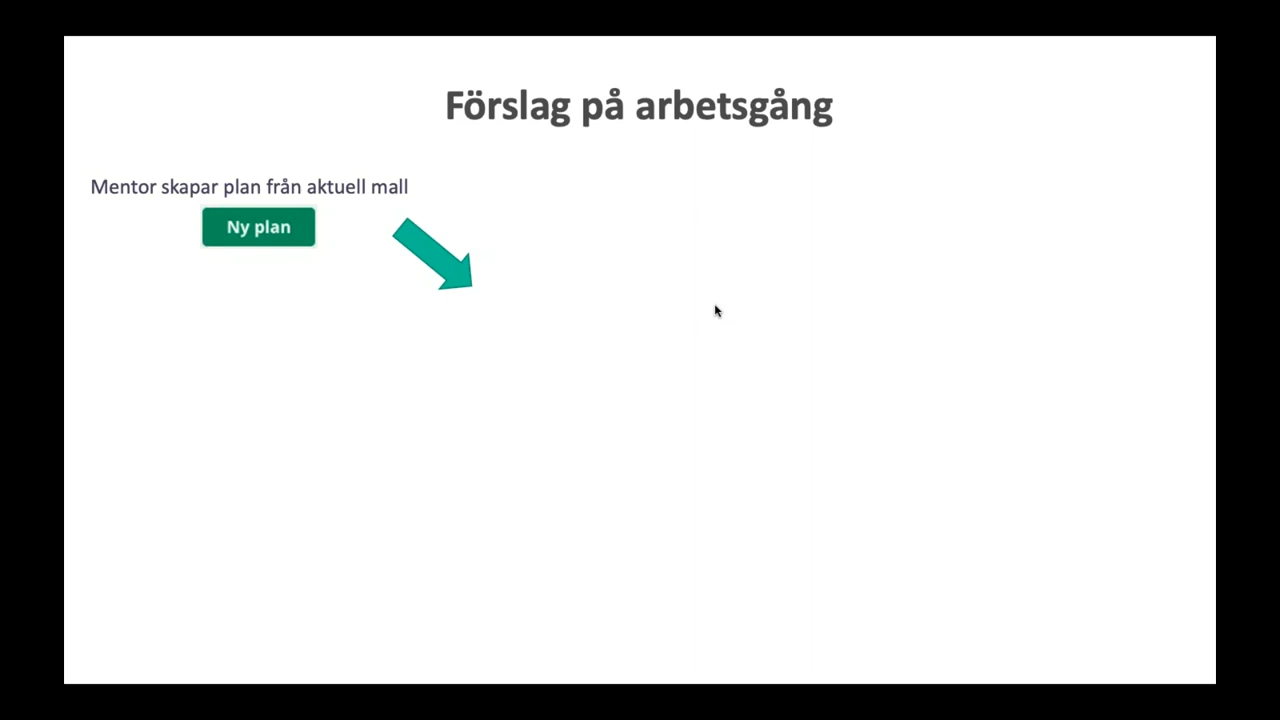 Förslag på arbetsgång
Mentor skapar plan från aktuell mall
Ny plan